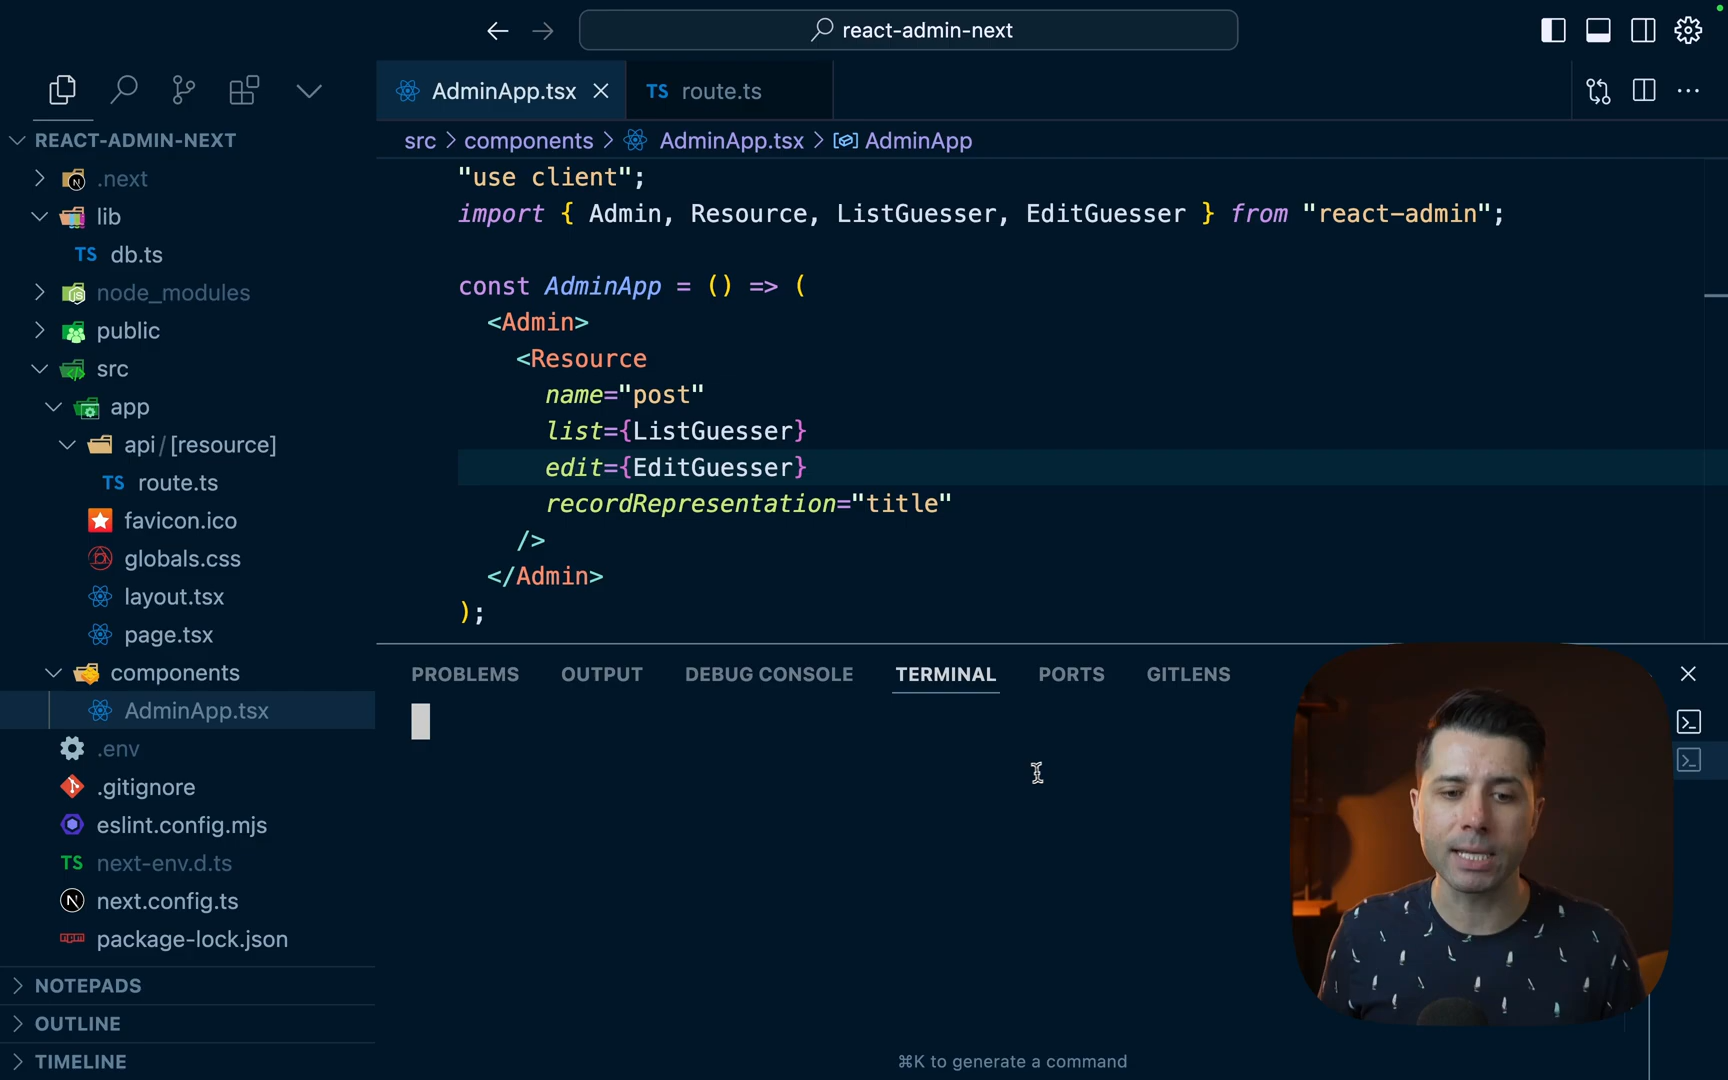 react-admin-next
AdminApp.tsx
TS route.ts
REACT-ADMIN-NEXT
src > components > AdminApp.tsx > AdminApp
.next
lib
TS db.ts
node_modules
public
src
app
api/[resource]
TS route.ts
favicon.ico
globals.css
layout.tsx
page.tsx
components
AdminApp.tsx
.env
.gitignore
eslint.config.mjs
TS next-env.d.ts
next.config.ts
package-lock.json
NOTEPADS
OUTLINE
TIMELINE
"use client";
import { Admin, Resource, ListGuesser, EditGuesser } from "react-admin";
const AdminApp = () => (
<Admin>
<Resource
name="post"
list={ListGuesser}
edit={EditGuesser}
recordRepresentation="title"
/>
</Admin>
);
PROBLEMS OUTPUT DEBUG CONSOLE TERMINAL PORTS GITLENS
⌘K to generate a command